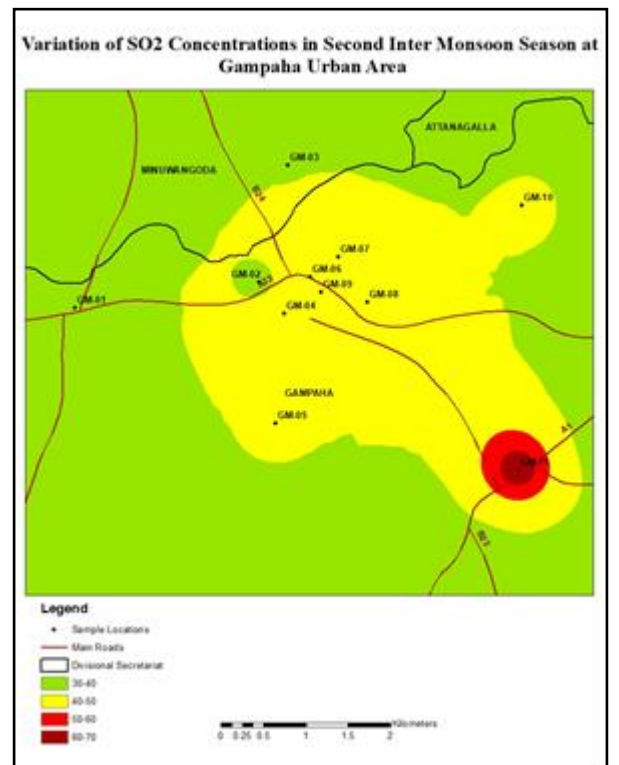 Variation of SO2 Concentrations in Second Inter Monsoon Season at
Gampaha Urban Area
ATTANAGALLA
GM-03
MINUWANGODA
B24
GM-10
GM-07
GM-02
GM-06
GM-09
GM-01
GM-08
GM-04
GAMPAHA
GM-05
A1
Legend
Sample Locations
Main Roads
Divisional Secretariat
30-40
40-50
50-60
60-70
Kilometers
0 0.25 0.5 1 1.5 2